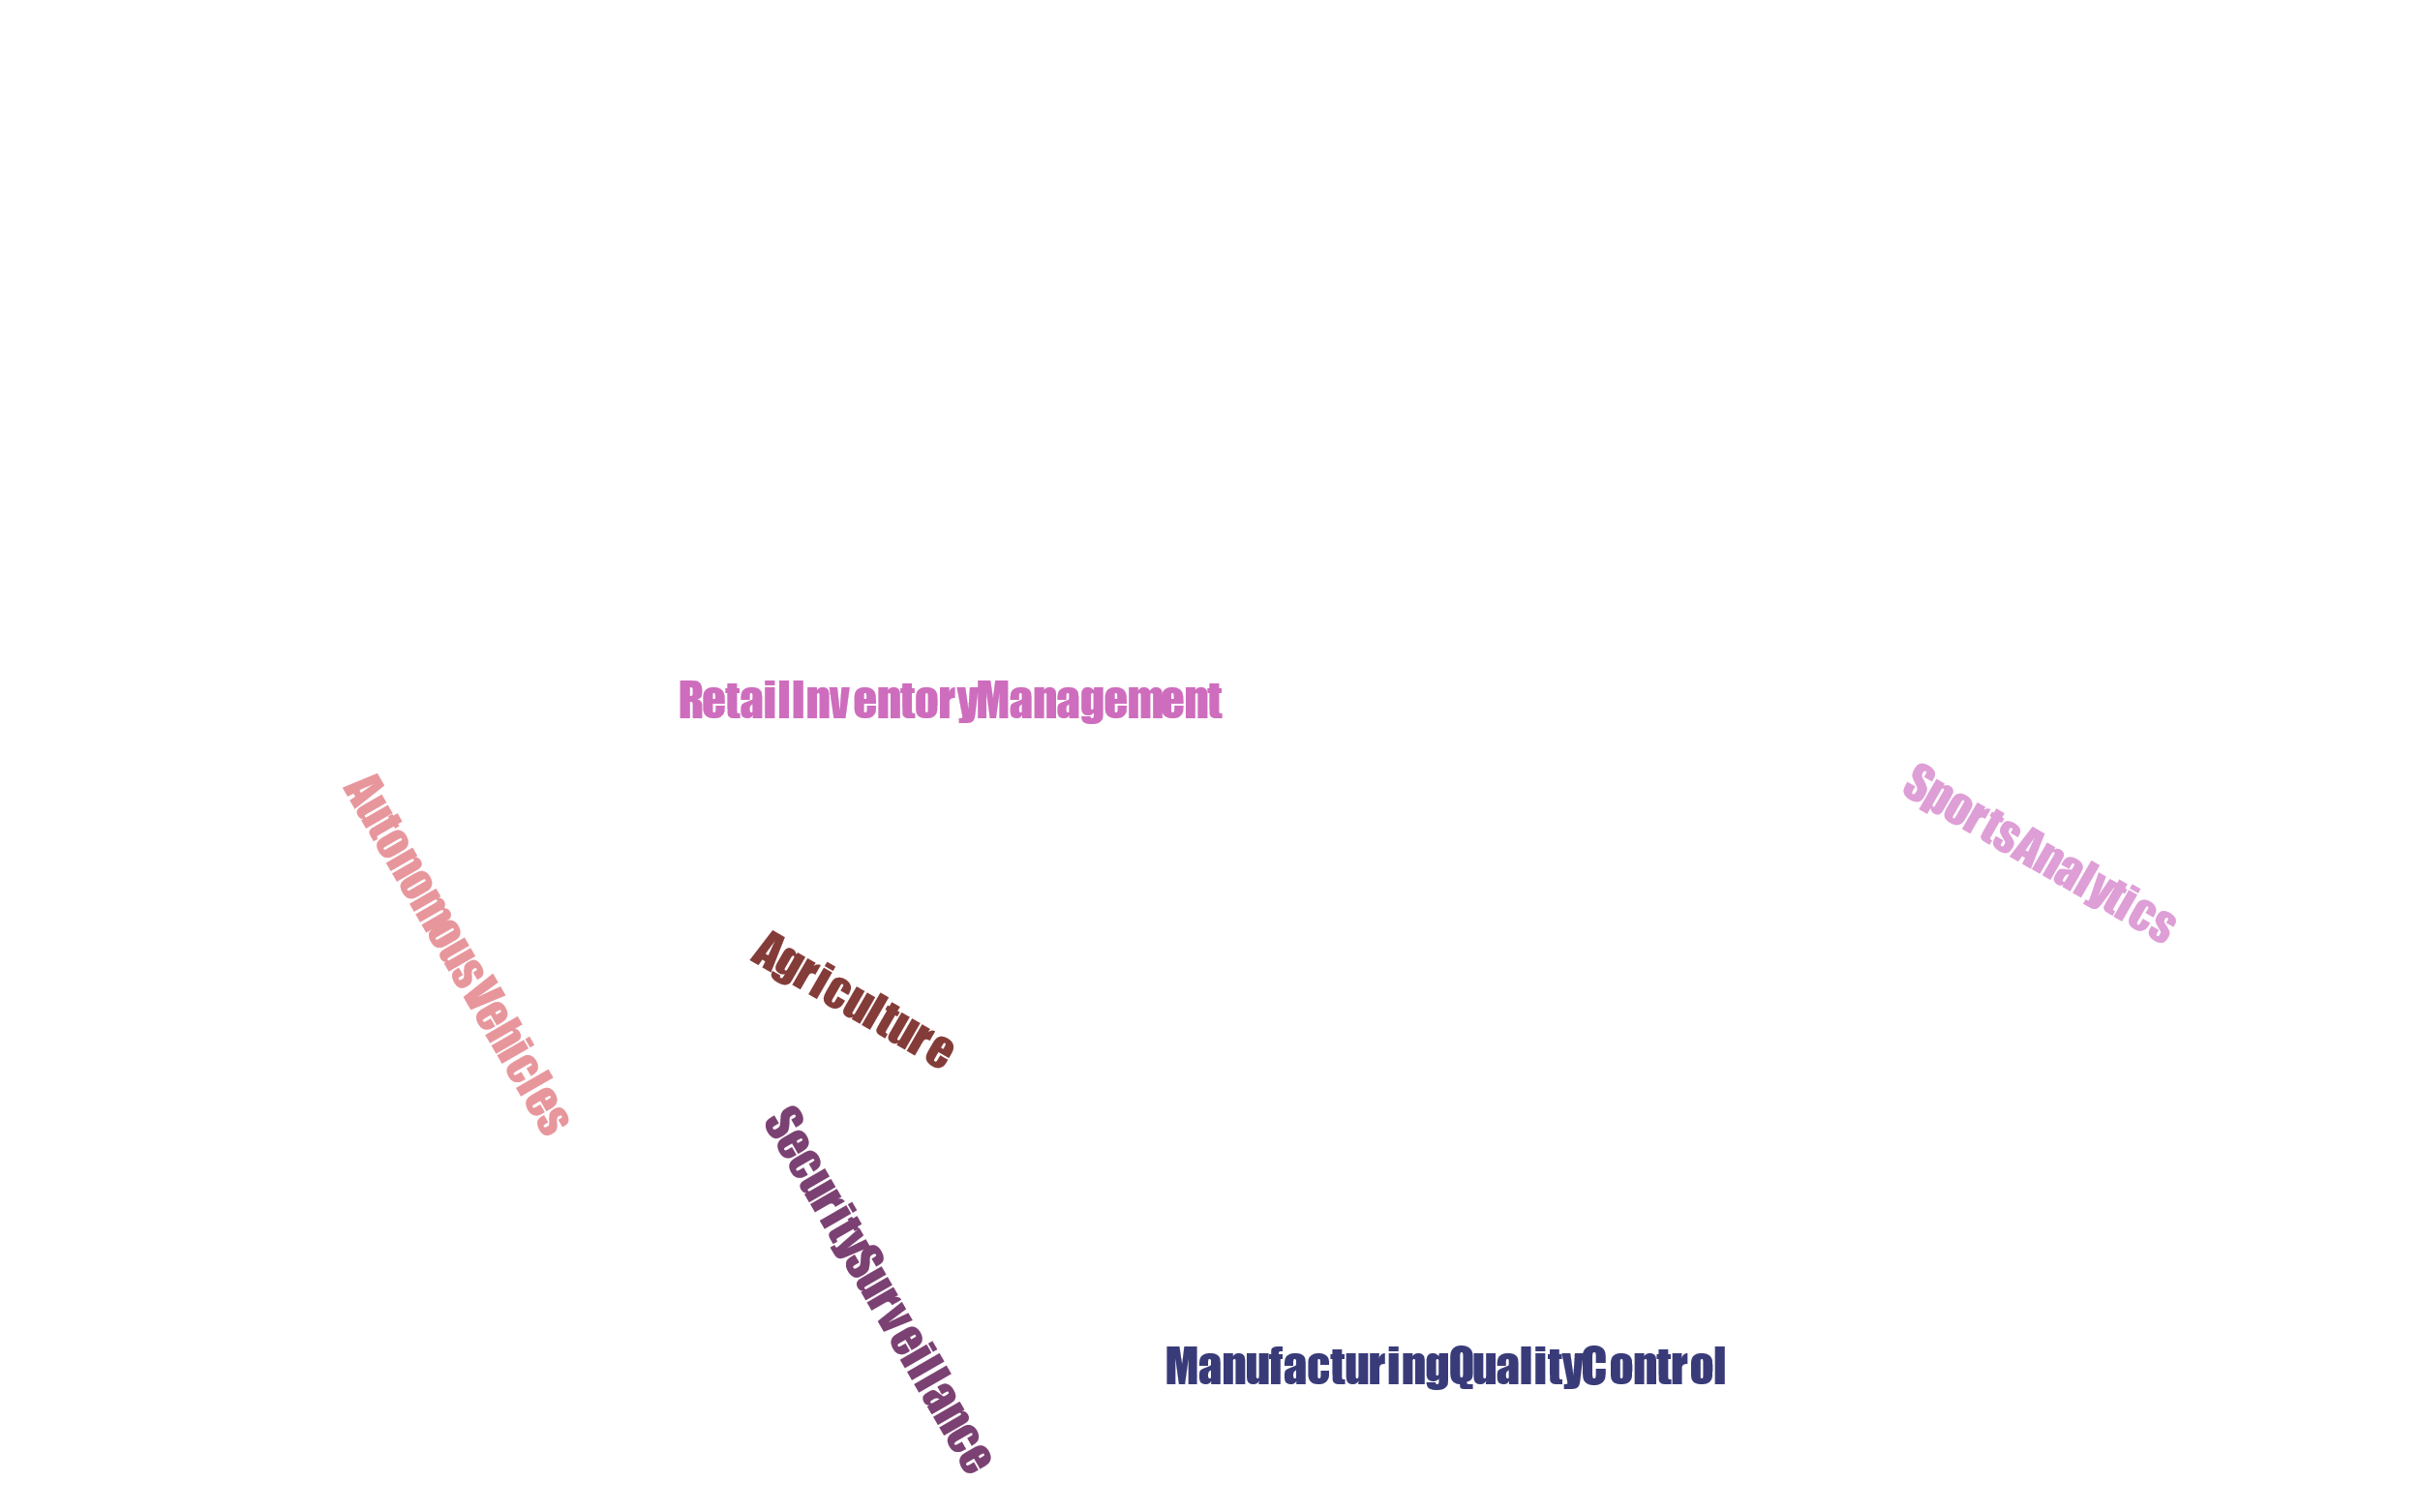 RetailInventoryManagement
SportsAnalytics
AutonomousVehicles
Agriculture
SecuritySurveillance
ManufacturingQualityControl